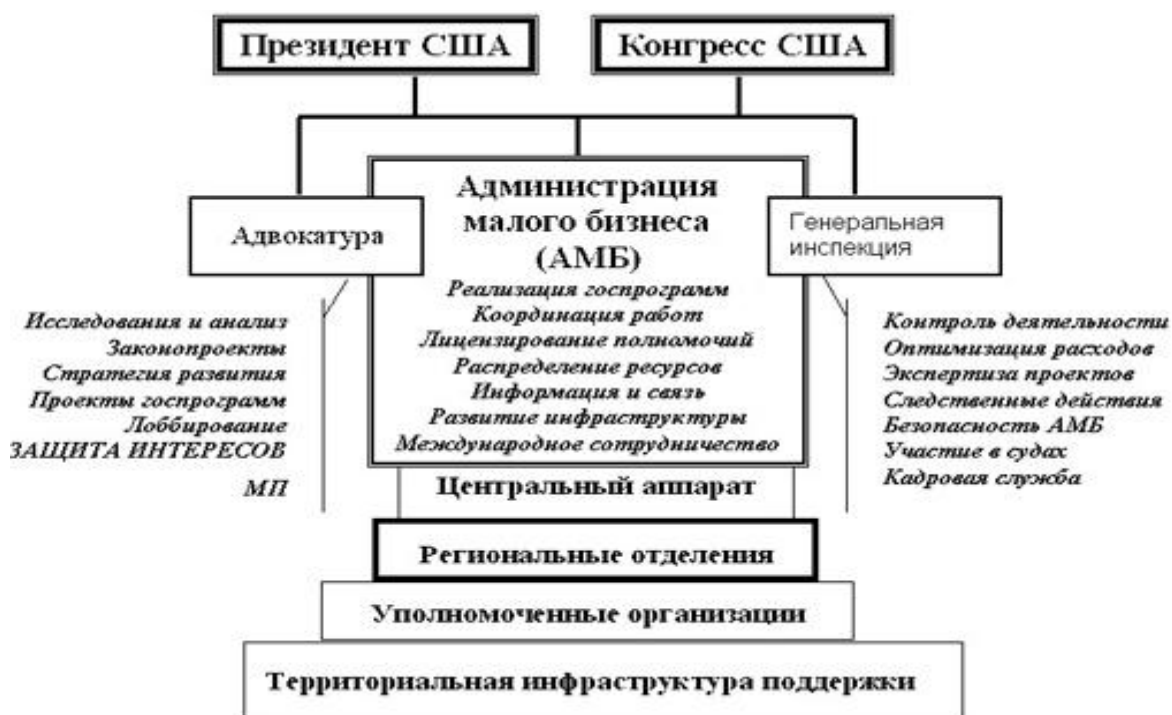 Президент США
Конгресс США
Адвокатура
Администрация
малого бизнеса
(АМБ)
Реализация госпрограмм
Координация работ
Лицензирование полномочий
Распределение ресурсов
Информация и связь
Развитие инфраструктуры
Международное сотрудничество
Генеральная
инспекция
Исследования и анализ
Законопроекты
Стратегия развития
Проекты госпрограмм
Лоббирование
ЗАЩИТА ИНТЕРЕСОВ
МП
Контроль деятельности
Оптимизация расходов
Экспертиза проектов
Следственные действия
Безопасность АМБ
Участие в судах
Кадровая служба
Центральный аппарат
Региональные отделения
Уполномоченные организации
Территориальная инфраструктура поддержки